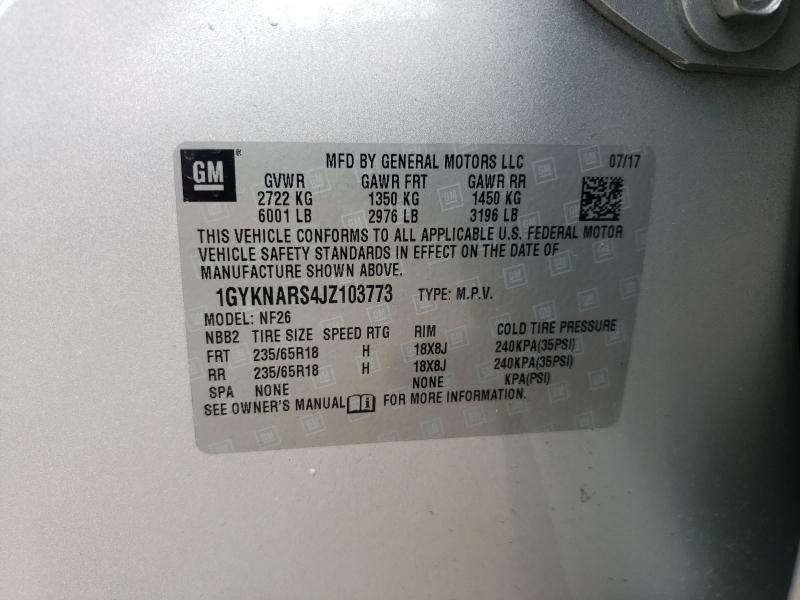 GM ® MFD BY GENERAL MOTORS LLC 07/17
GVWR GAWR FRT GAWR RR
2722 KG 1350 KG 1450 KG
6001 LB 2976 LB 3196 LB
THIS VEHICLE CONFORMS TO ALL APPLICABLE U.S. FEDERAL MOTOR
VEHICLE SAFETY STANDARDS IN EFFECT ON THE DATE OF
MANUFACTURE SHOWN ABOVE.
1GYKNARS4JZ103773 TYPE: M.P.V.
MODEL: NF26
NBB2 TIRE SIZE SPEED RTG RIM COLD TIRE PRESSURE
FRT 235/65R18 H 18X8J 240KPA(35PSI)
RR 235/65R18 H 18X8J 240KPA(35PSI)
SPA NONE NONE KPA(PSI)
SEE OWNER'S MANUAL FOR MORE INFORMATION.